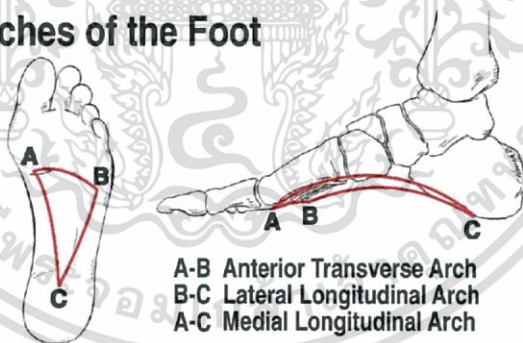 ches of the Foot
A
B
C
A B
C
A-B Anterior Transverse Arch
B-C Lateral Longitudinal Arch
A-C Medial Longitudinal Arch